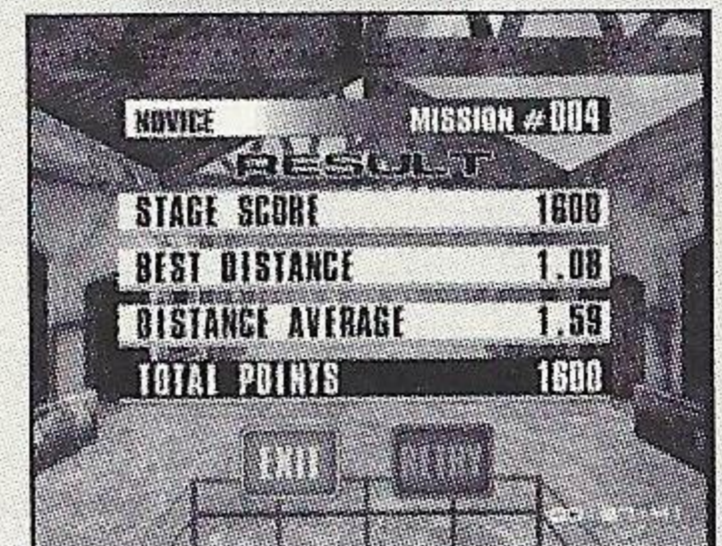 NOVICE
MISSION #004
RESULT
STAGE SCORE 1600
BEST DISTANCE 1.08
DISTANCE AVERAGE 1.59
TOTAL POINTS 1600
EXIT RETRY